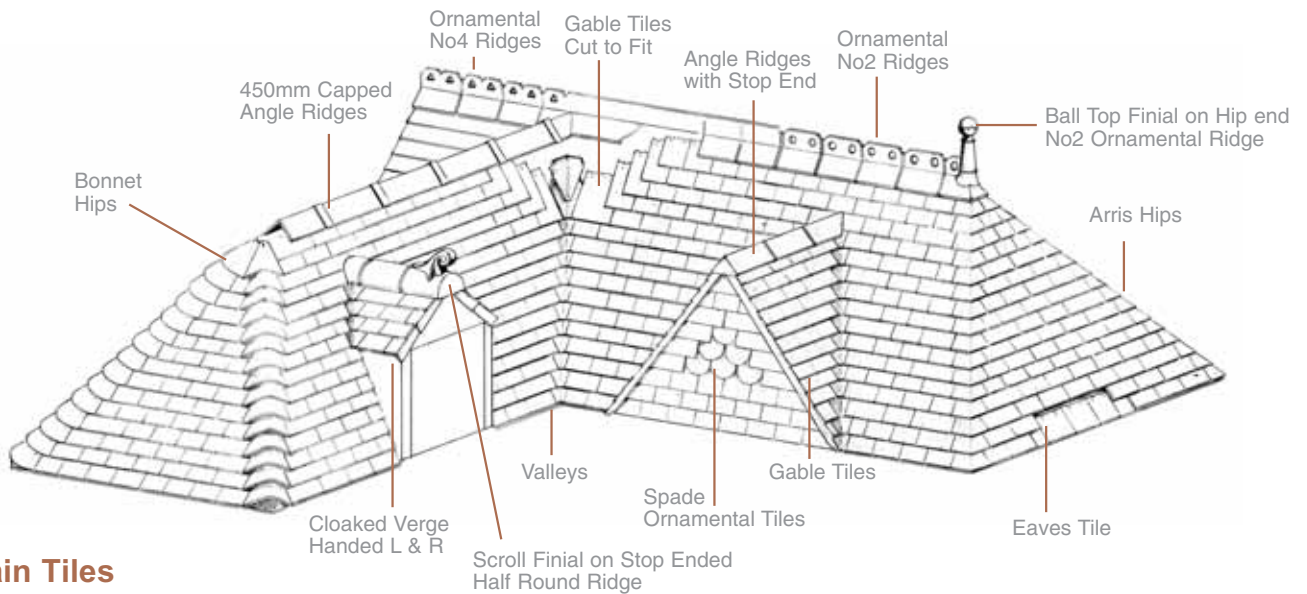 Ornamental
No4 Ridges
Gable Tiles
Cut to Fit
Angle Ridges
with Stop End
Ornamental
No2 Ridges
450mm Capped
Angle Ridges
Ball Top Finial on Hip end
No2 Ornamental Ridge
Bonnet
Hips
Arris Hips
Valleys
Gable Tiles
Spade
Ornamental Tiles
Eaves Tile
Cloaked Verge
Handed L & R
Scroll Finial on Stop Ended
Half Round Ridge
ain Tiles